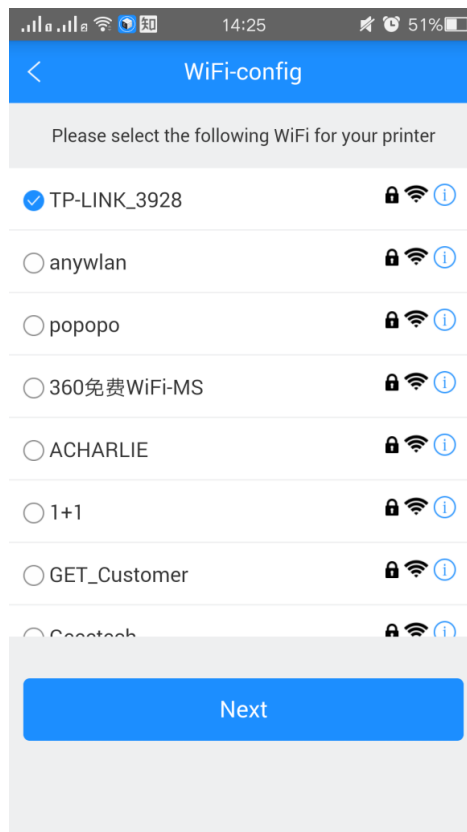 知 14:25 51%
WiFi-config
Please select the following WiFi for your printer
TP-LINK_3928
anywlan
popopo
360免费WiFi-MS
ACHARLIE
1+1
GET_Customer
Next